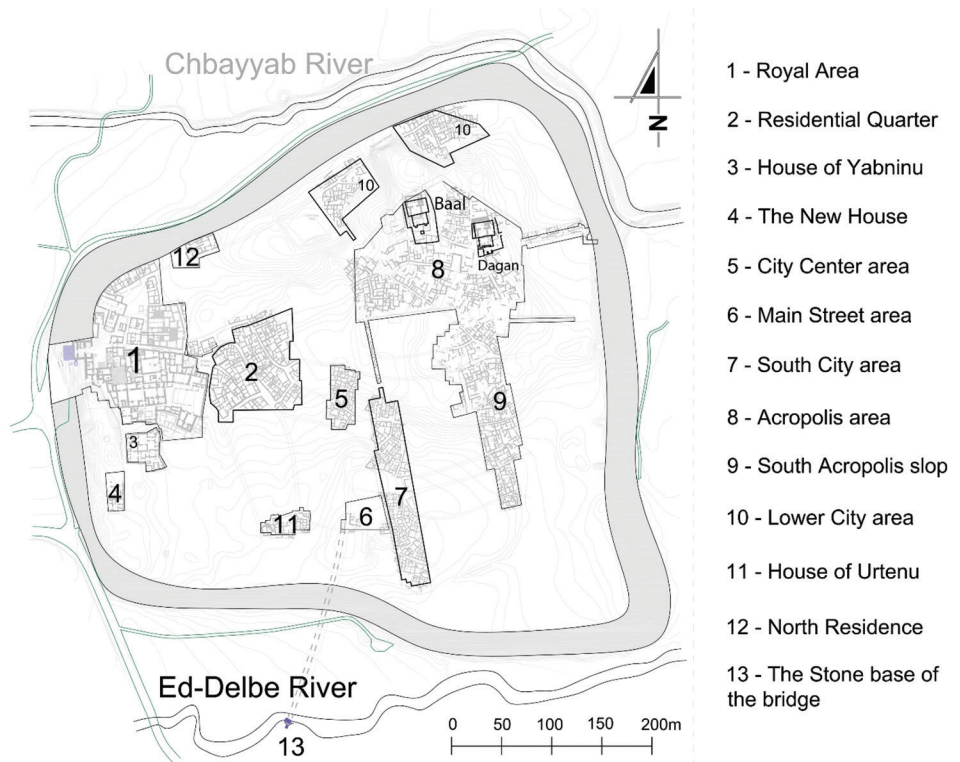 Chbayyab River
N
10
10
Baal
12
Dagan
8
1
2
5
9
3
4
7
6
11
Ed-Delbe River
13
0 50 100 150 200m
1 - Royal Area
2 - Residential Quarter
3 - House of Yabninu
4 - The New House
5 - City Center area
6 - Main Street area
7 - South City area
8 - Acropolis area
9 - South Acropolis slop
10 - Lower City area
11 - House of Urtenu
12 - North Residence
13 - The Stone base of
the bridge